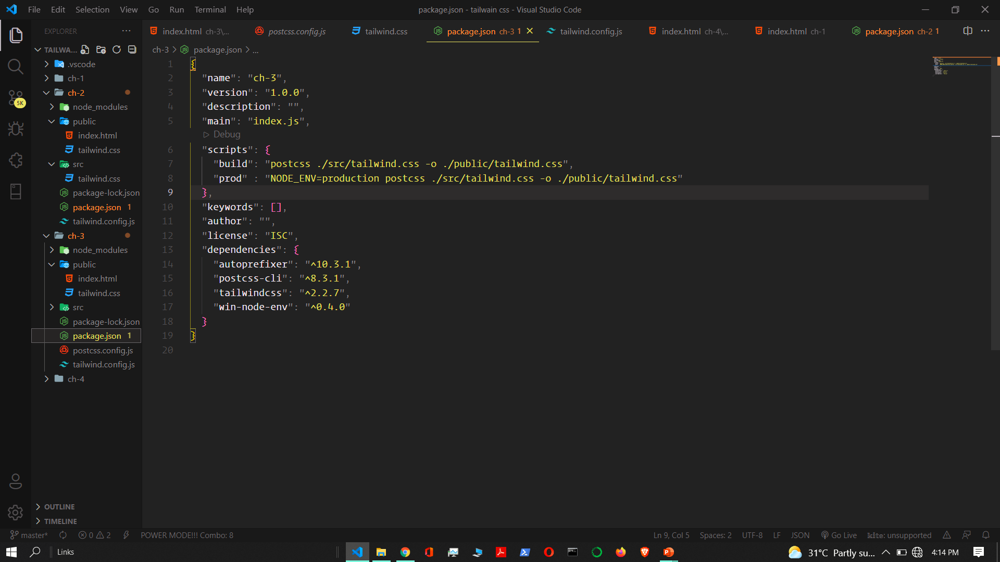 File Edit Selection View Go Run Terminal Help
package.json - tailwain css - Visual Studio Code
EXPLORER
TAILWA...
.vscode
ch-1
ch-2
node_modules
public
index.html
tailwind.css
src
tailwind.css
package-lock.json
package.json 1
tailwind.config.js
ch-3
node_modules
public
index.html
tailwind.css
src
package-lock.json
package.json 1
postcss.config.js
tailwind.config.js
ch-4
OUTLINE
TIMELINE
5K
index.html ch-3\... postcss.config.js tailwind.css package.json ch-3 1 tailwind.config.js index.html ch-4\... index.html ch-1 package.json ch-2 1
ch-3 > package.json > ...
1 {
2 "name": "ch-3",
3 "version": "1.0.0",
4 "description": "",
5 "main": "index.js",
Debug
6 "scripts": {
7 "build": "postcss ./src/tailwind.css -o ./public/tailwind.css",
8 "prod" : "NODE_ENV=production postcss ./src/tailwind.css -o ./public/tailwind.css"
9 },
10 "keywords": [],
11 "author": "",
12 "license": "ISC",
13 "dependencies": {
14 "autoprefixer": "^10.3.1",
15 "postcss-cli": "^8.3.1",
16 "tailwindcss": "^2.2.7",
17 "win-node-env": "^0.4.0"
18 }
19 }
20
master* 0 2 POWER MODE!!! Combo: 8 Ln 9, Col 5 Spaces: 2 UTF-8 LF JSON Go Live kite: unsupported
Links 31°C Partly su... 4:14 PM